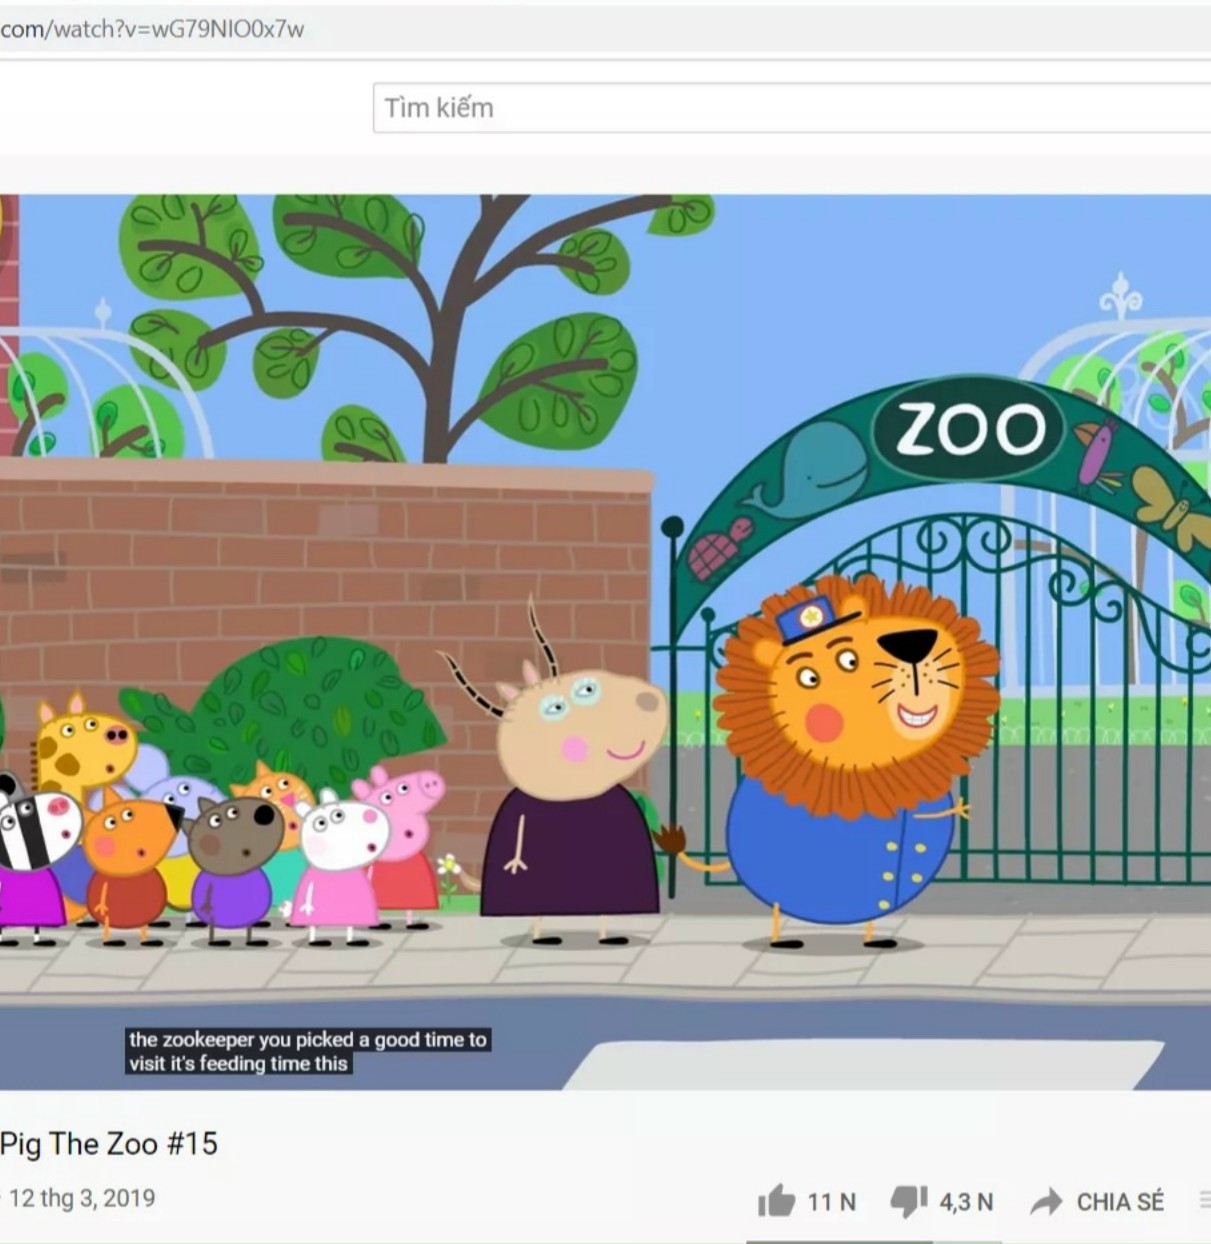 com/watch?v=wG79NIO0x7w
Tìm kiếm
ZOO
the zookeeper you picked a good time to
visit it's feeding time this
Pig The Zoo #15
12 thg 3, 2019
11 N 4,3 N CHIA SẺ